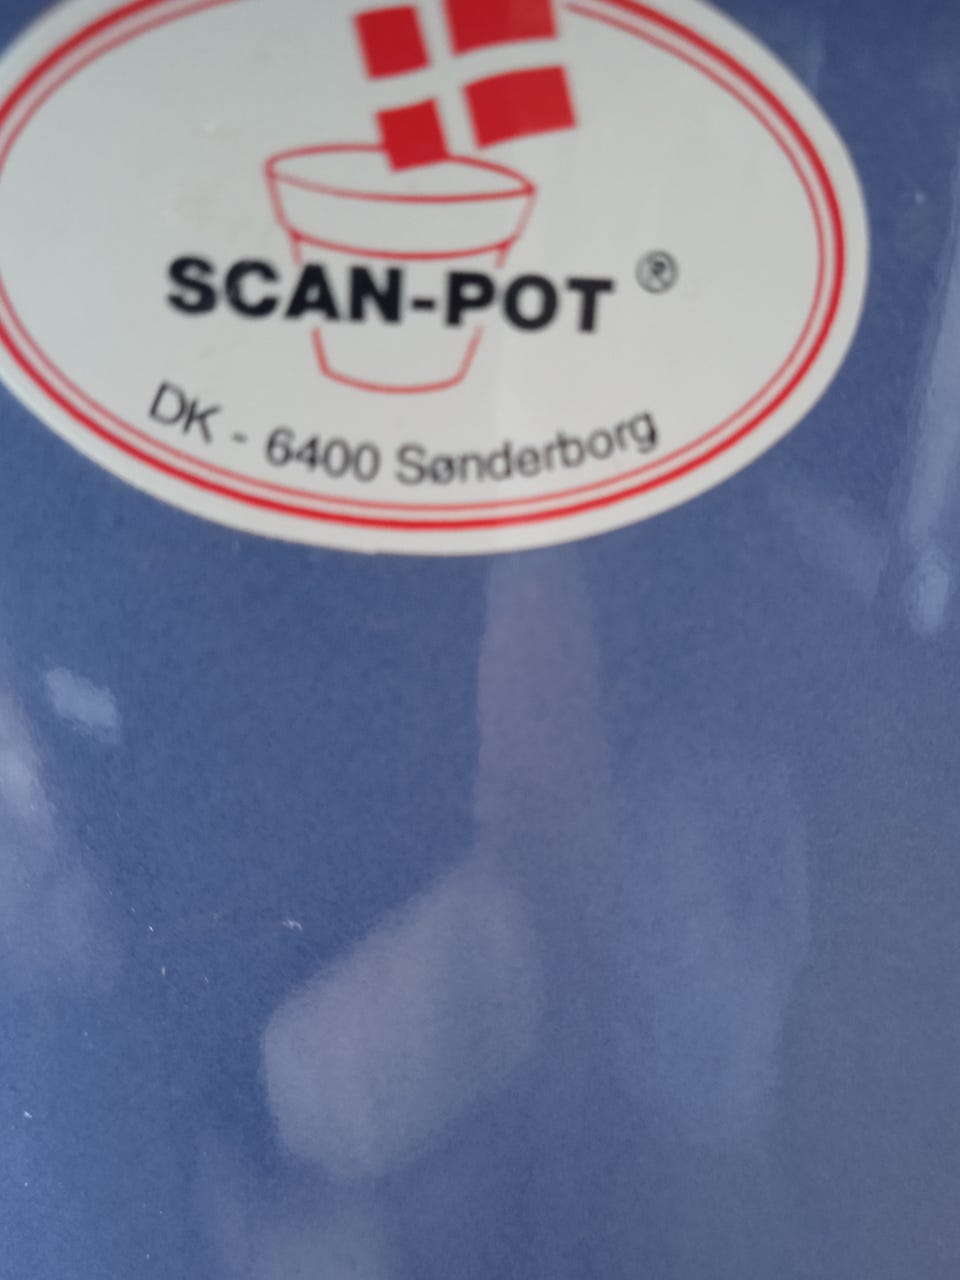 SCAN-POT ®
DK - 6400 Sønderborg